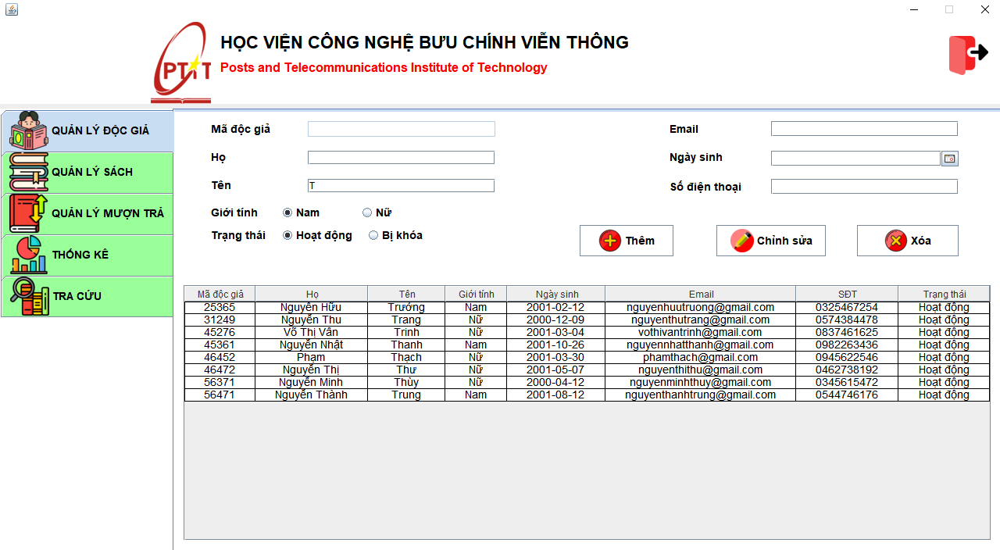 HỌC VIỆN CÔNG NGHỆ BƯU CHÍNH VIỄN THÔNG
Posts and Telecommunications Institute of Technology
PTIT
QUẢN LÝ ĐỘC GIẢ
QUẢN LÝ SÁCH
QUẢN LÝ MƯỢN TRẢ
THỐNG KÊ
TRA CỨU
Mã độc giả
Email
Họ
Ngày sinh
Tên T
Số điện thoại
Giới tính Nam Nữ
Trạng thái Hoạt động Bị khóa
Thêm Chỉnh sửa Xóa
Mã độc giả Họ Tên Giới tính Ngày sinh Email SĐT Trạng thái
25365 Nguyễn Hữu Trướng Nam 2001-02-12 nguyenhuutruong@gmail.com 0325467254 Hoạt động
31249 Nguyễn Thu Trang Nữ 2000-12-09 nguyenthutrang@gmail.com 0574384478 Hoạt động
45276 Võ Thị Vân Trinh Nữ 2001-03-04 vothivantrinh@gmail.com 0837461625 Hoạt động
45361 Nguyễn Nhật Thanh Nam 2001-10-26 nguyennhatthanh@gmail.com 0982263436 Hoạt động
46452 Phạm Thạch Nữ 2001-03-30 phamthach@gmail.com 0945622546 Hoạt động
46472 Nguyễn Thị Thư Nữ 2001-05-07 nguyenthithu@gmail.com 0462738192 Hoạt động
56371 Nguyễn Minh Thùy Nữ 2000-04-12 nguyenminhthuy@gmail.com 0345615472 Hoạt động
56471 Nguyễn Thành Trung Nam 2001-08-12 nguyenthanhtrung@gmail.com 0544746176 Hoạt động